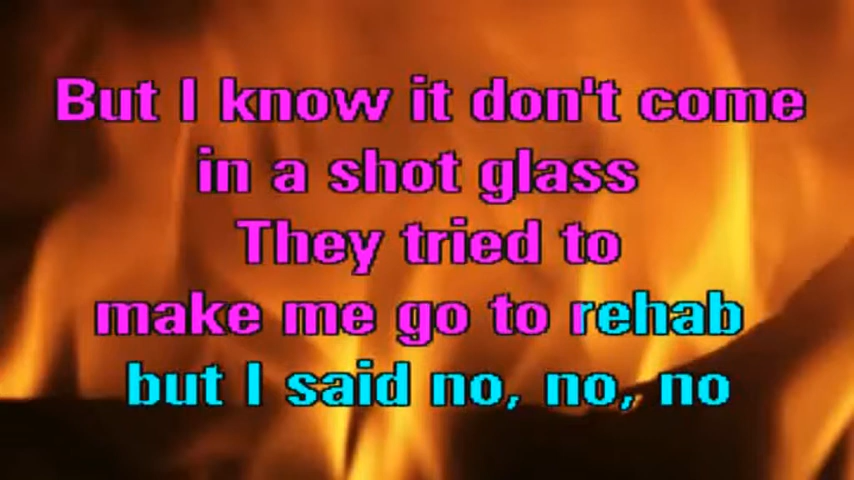 But I know it don't come
in a shot glass
They tried to
make me go to rehab
but I said no, no, no